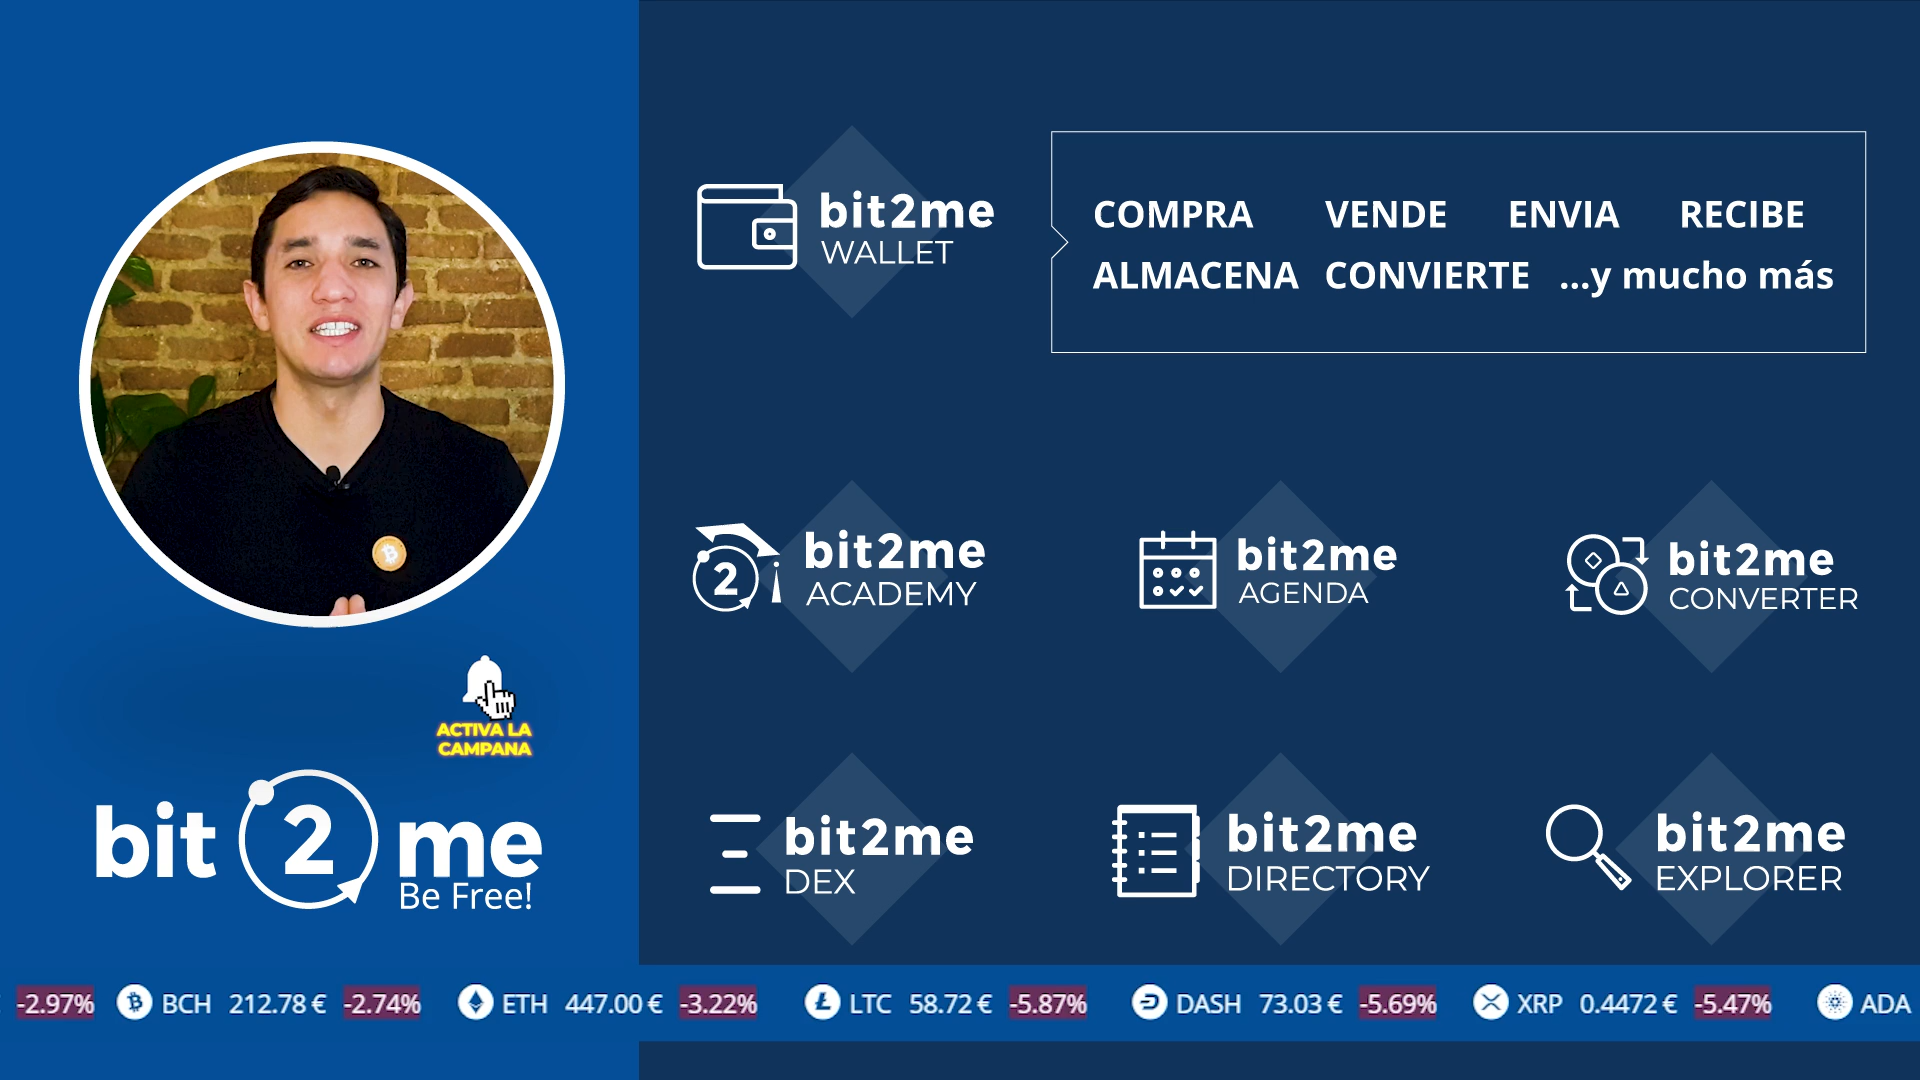 bit2me
WALLET
COMPRA VENDE ENVIA RECIBE
ALMACENA CONVIERTE ...y mucho más
bit2me
ACADEMY
bit2me
AGENDA
bit2me
CONVERTER
ACTIVA LA
CAMPANA
bit 2 me
Be Free!
bit2me
DEX
bit2me
DIRECTORY
bit2me
EXPLORER
-2.97% BCH 212.78 € -2.74% ETH 447.00 € -3.22% LTC 58.72 € -5.87% DASH 73.03 € -5.69% XRP 0.4472 € -5.47% ADA